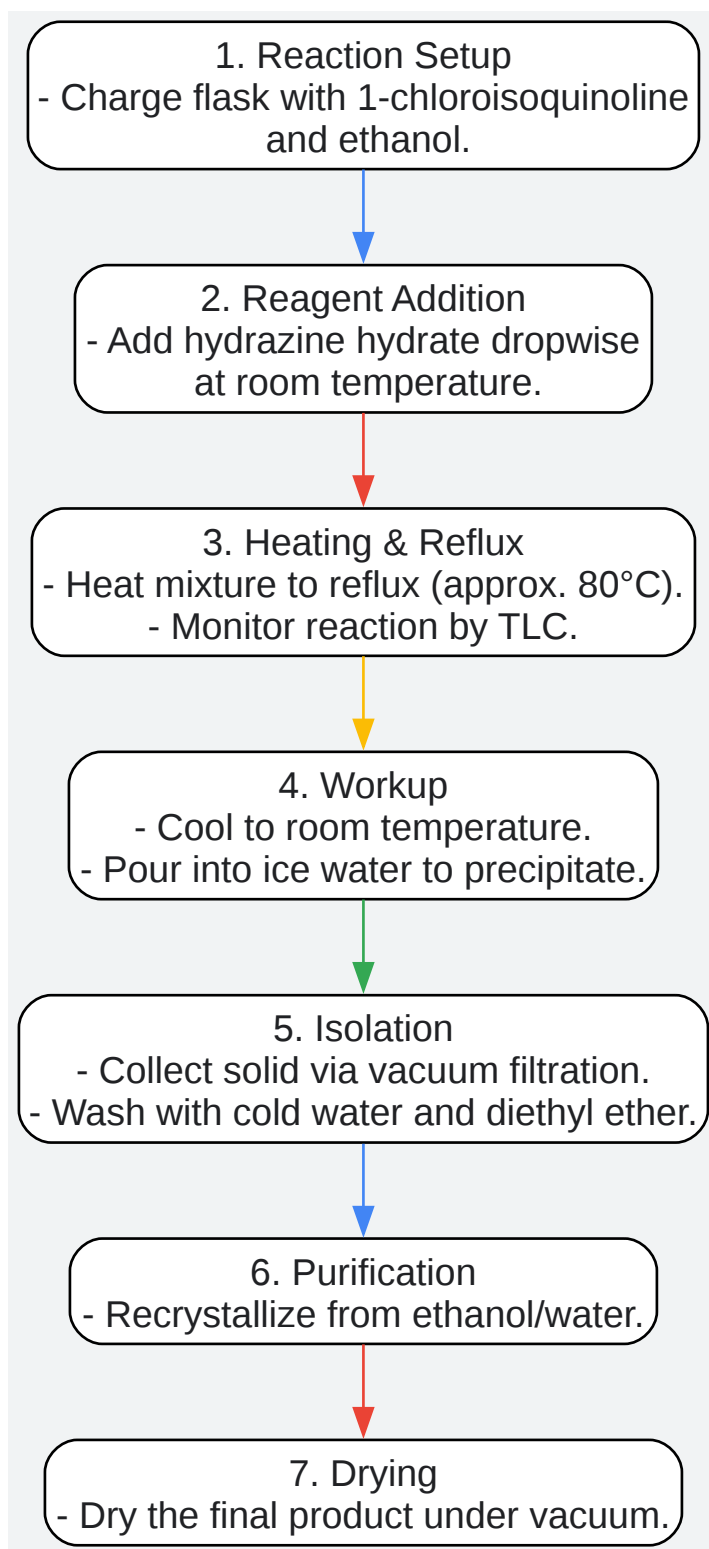 1. Reaction Setup
- Charge flask with 1-chloroisoquinoline
and ethanol.
2. Reagent Addition
- Add hydrazine hydrate dropwise
at room temperature.
3. Heating & Reflux
- Heat mixture to reflux (approx. 80°C).
- Monitor reaction by TLC.
4. Workup
- Cool to room temperature.
- Pour into ice water to precipitate.
5. Isolation
- Collect solid via vacuum filtration.
- Wash with cold water and diethyl ether.
6. Purification
- Recrystallize from ethanol/water.
7. Drying
- Dry the final product under vacuum.